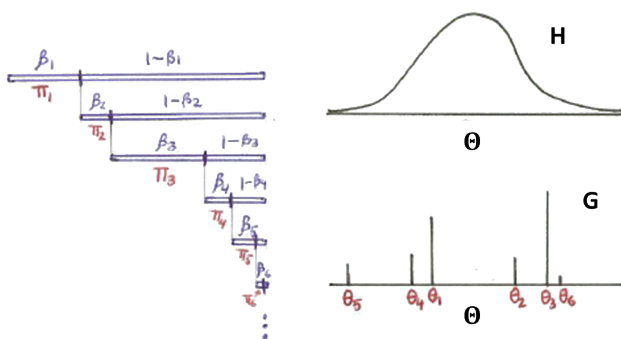 β₁ 1-β₁
π₁
β₂ 1-β₂
π₂
β₃ 1-β₃
π₃
β₄ 1-β₄
π₄
β₅
π₅
β₆
π₆
H
Θ
G
θ₅ θ₄ θ₁ θ₂ θ₃ θ₆
Θ